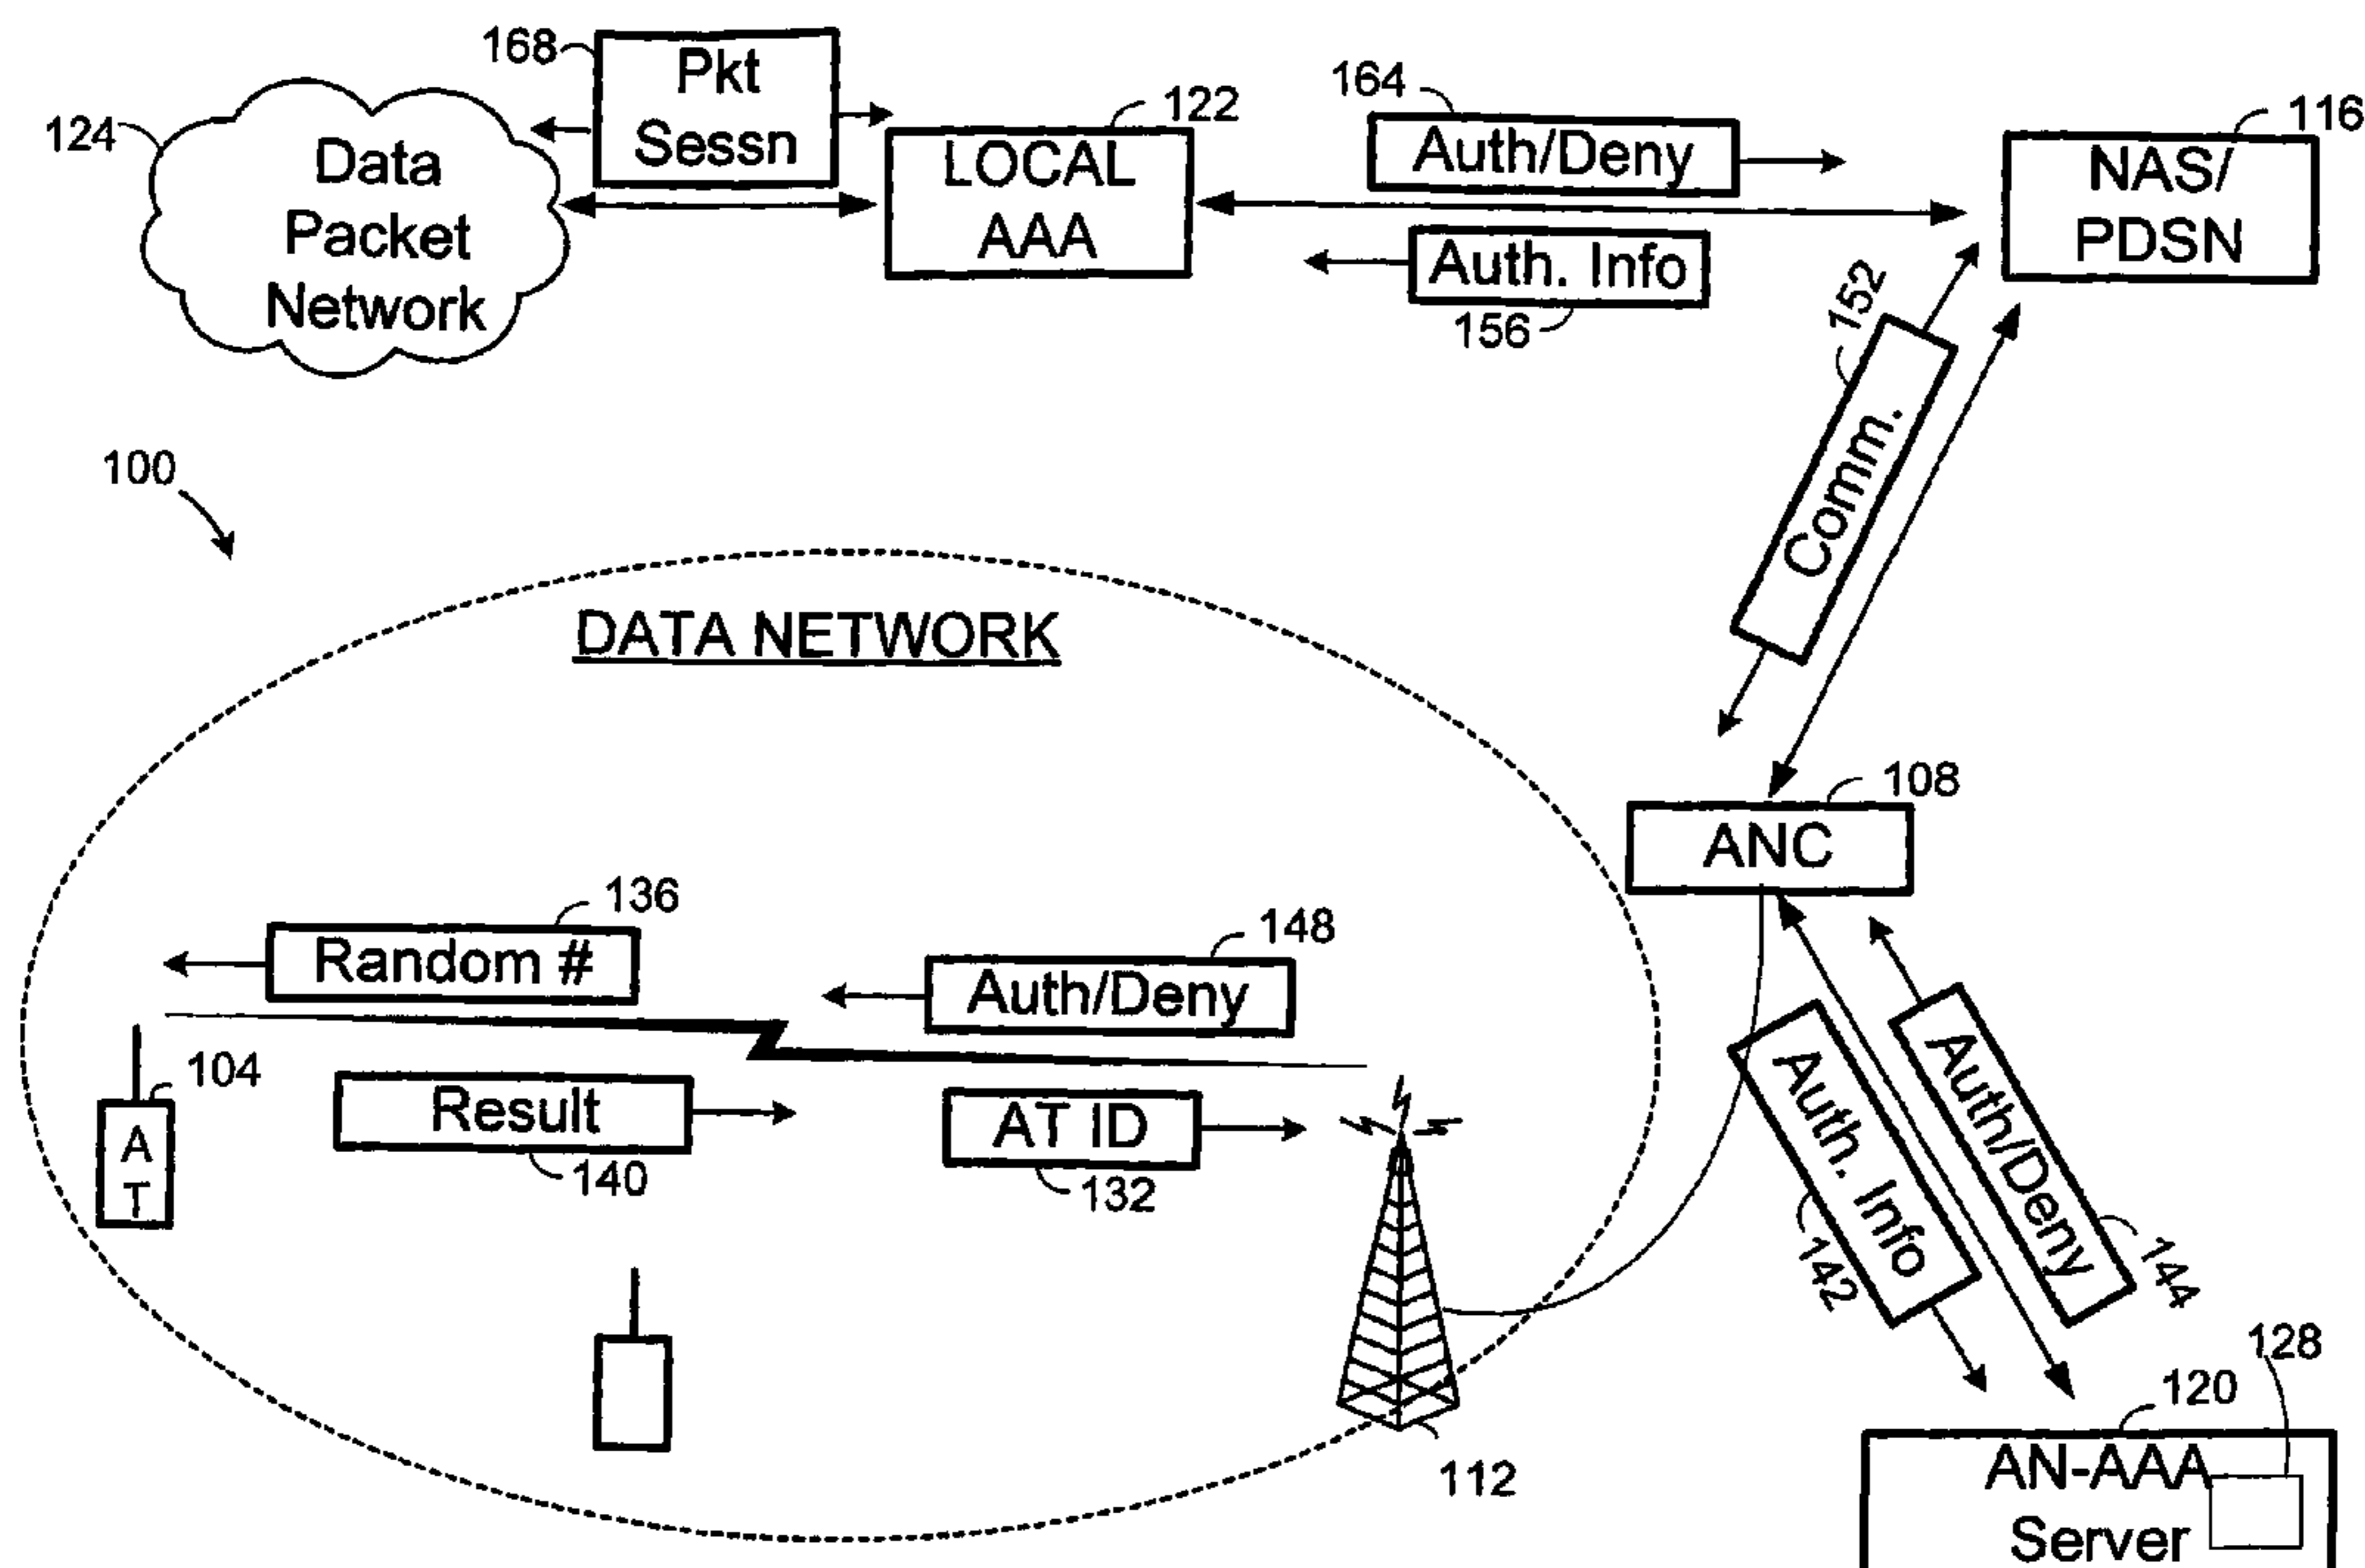 168
Pkt
Sessn
124
Data
Packet
Network
122
LOCAL
AAA
164
Auth/Deny
Auth. Info
156
116
NAS/
PDSN
152
Comm.
100
DATA NETWORK
108
ANC
136
Random #
148
Auth/Deny
104
A
T
Result
140
AT ID
132
112
Auth. Info
142
Auth/Deny
144
128
120
AN-AAA
Server